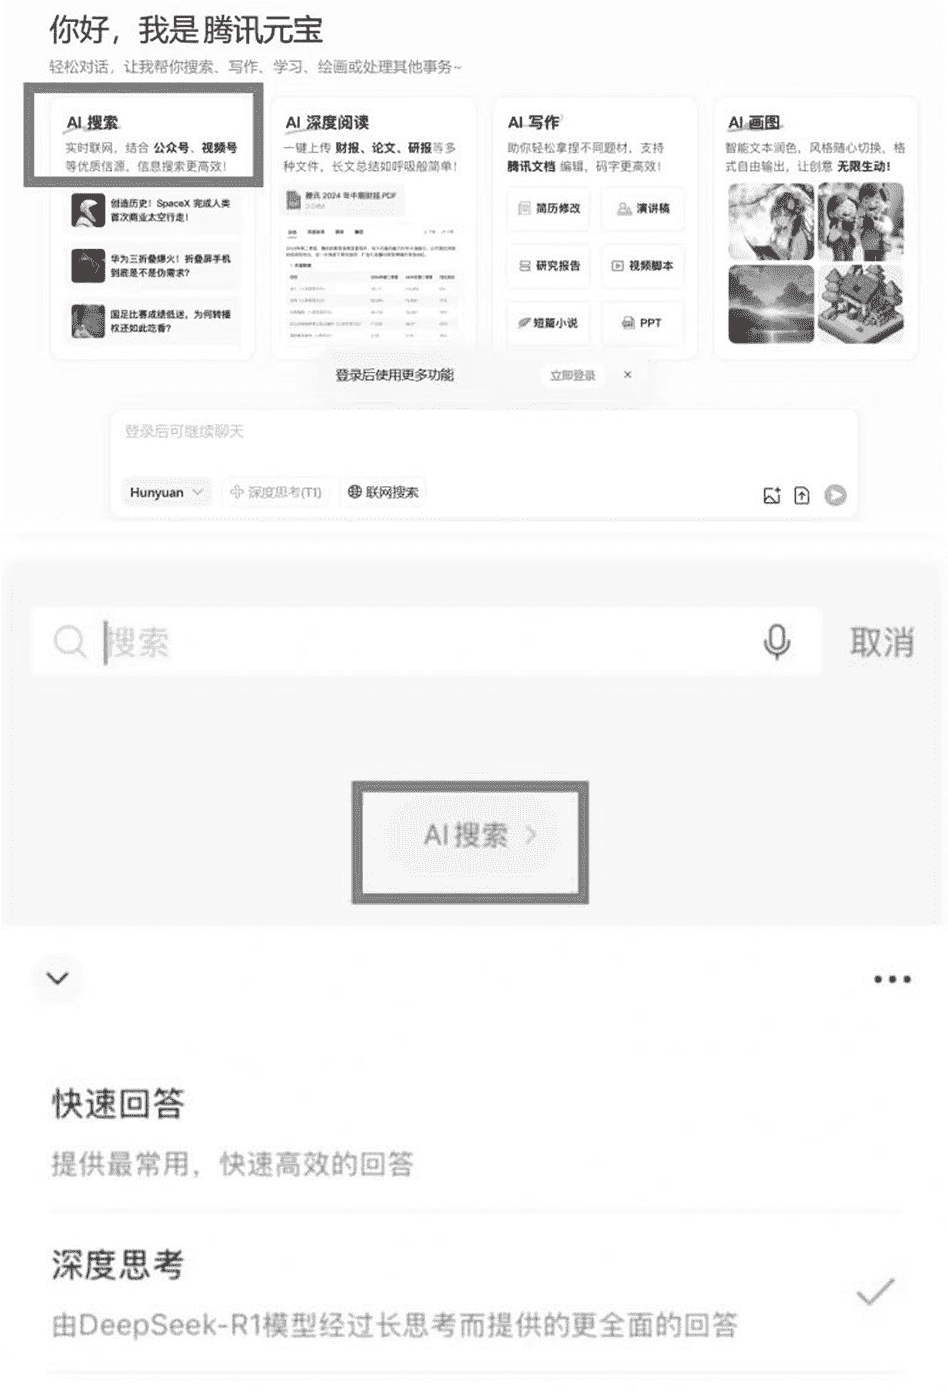 你好，我是腾讯元宝
轻松对话，让我帮你搜索、写作、学习、绘画或处理其他事务~
AI 搜索
实时联网，结合 公众号、视频号
等优质信源，信息搜索更高效！
创造历史！SpaceX 完成人类
首次商业太空行走！
华为三折叠爆火！折叠屏手机
到底是不是伪需求？
国足比赛成绩低迷，为何转播
权还如此吃香？
AI 深度阅读
一键上传 财报、论文、研报等多
种文件，长文总结如呼吸般简单！
腾讯 2024 年中期财报.PDF
AI 写作
助你轻松拿捏不同题材，支持
腾讯文档 编辑，码字更高效！
简历修改
演讲稿
研究报告
视频脚本
短篇小说
PPT
AI 画图
智能文本润色，风格随心切换，格
式自由输出，让创意 无限生动！
登录后使用更多功能
立即登录
×
登录后可继续聊天
Hunyuan
深度思考(T1)
联网搜索
搜索
取消
AI 搜索
快速回答
提供最常用，快速高效的回答
深度思考
由DeepSeek-R1模型经过长思考而提供的更全面的回答